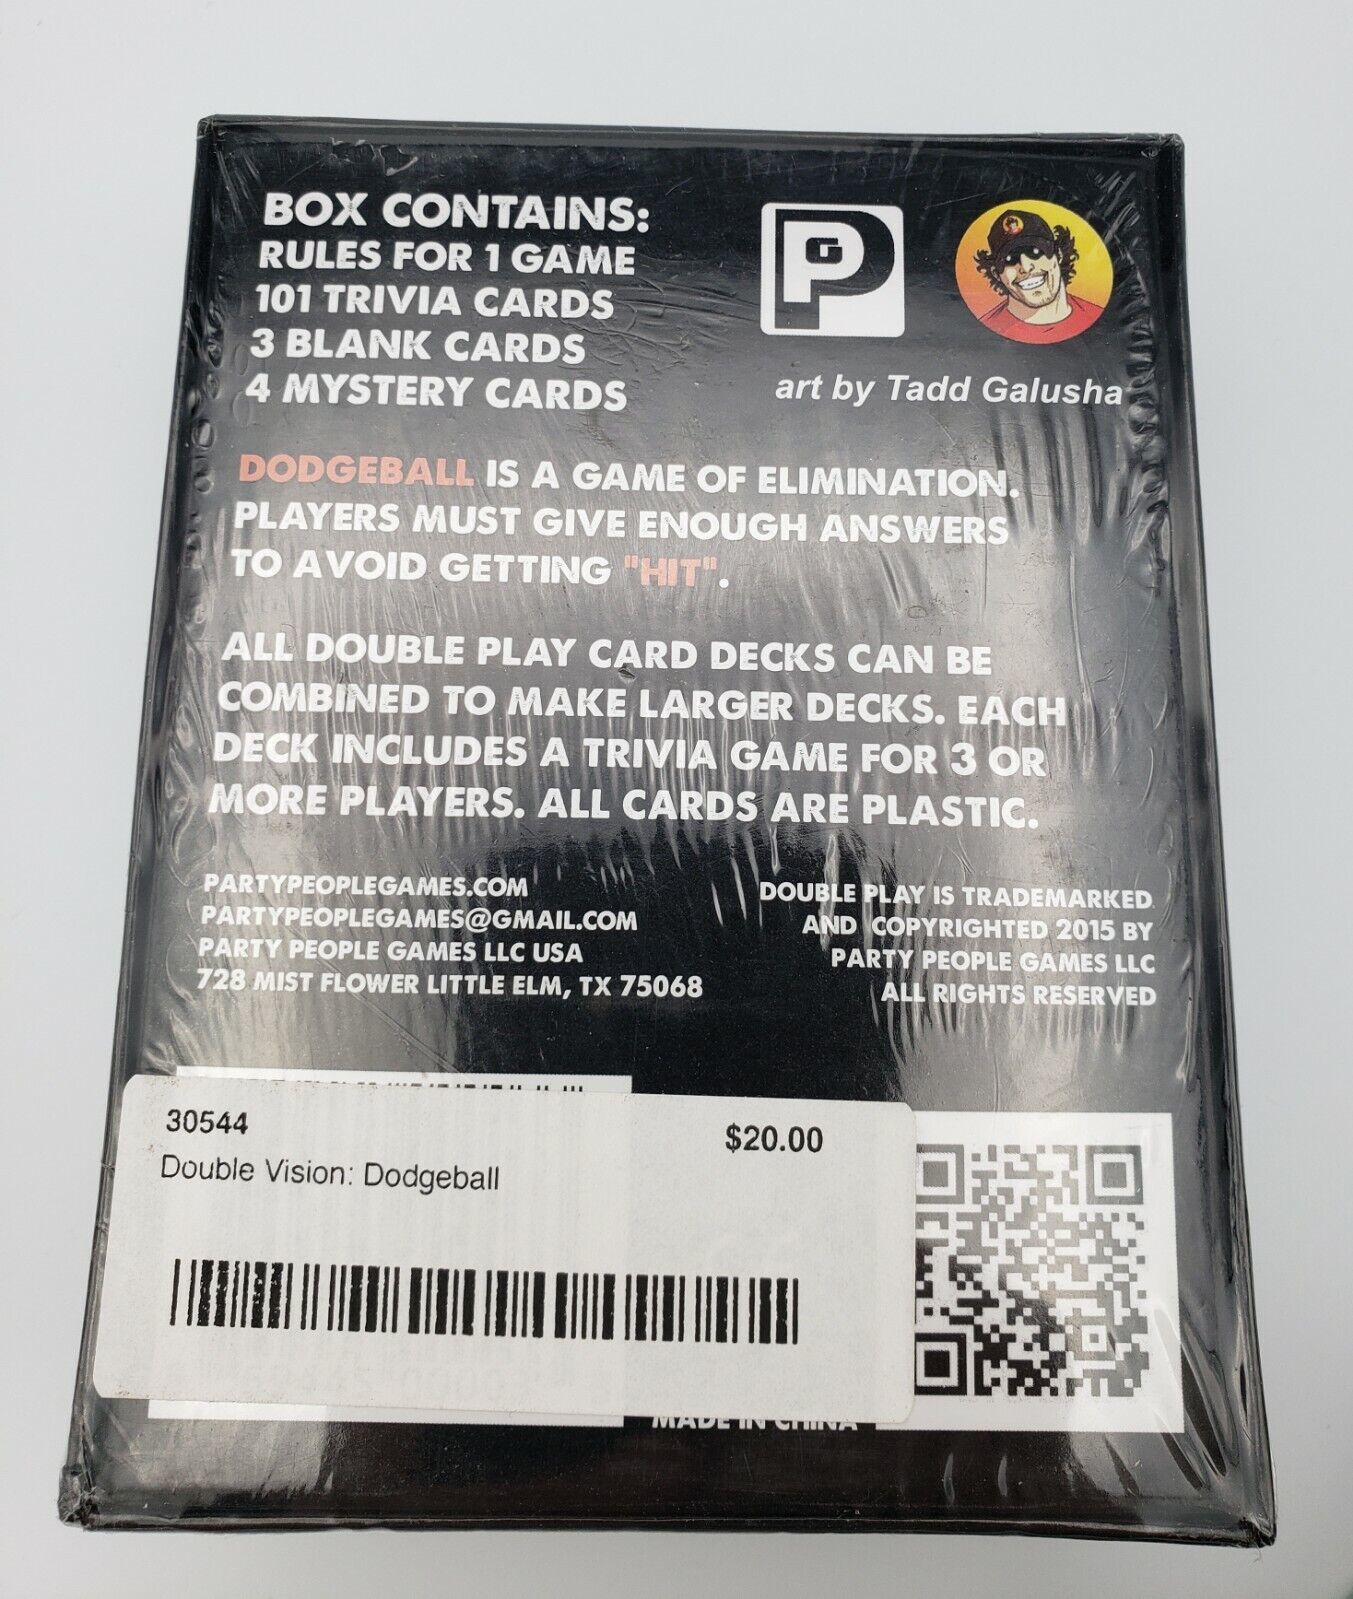 BOX CONTAINS:
RULES FOR 1 GAME
101 TRIVIA CARDS
3 BLANK CARDS
4 MYSTERY CARDS
PG
art by Tadd Galusha
DODGEBALL IS A GAME OF ELIMINATION.
PLAYERS MUST GIVE ENOUGH ANSWERS
TO AVOID GETTING "HIT".
ALL DOUBLE PLAY CARD DECKS CAN BE
COMBINED TO MAKE LARGER DECKS. EACH
DECK INCLUDES A TRIVIA GAME FOR 3 OR
MORE PLAYERS. ALL CARDS ARE PLASTIC.
PARTYPEOPLEGAMES.COM
PARTYPEOPLEGAMES@GMAIL.COM
PARTY PEOPLE GAMES LLC USA
728 MIST FLOWER LITTLE ELM, TX 75068
DOUBLE PLAY IS TRADEMARKED
AND COPYRIGHTED 2015 BY
PARTY PEOPLE GAMES LLC
ALL RIGHTS RESERVED
30544
$20.00
Double Vision: Dodgeball
MADE IN CHINA